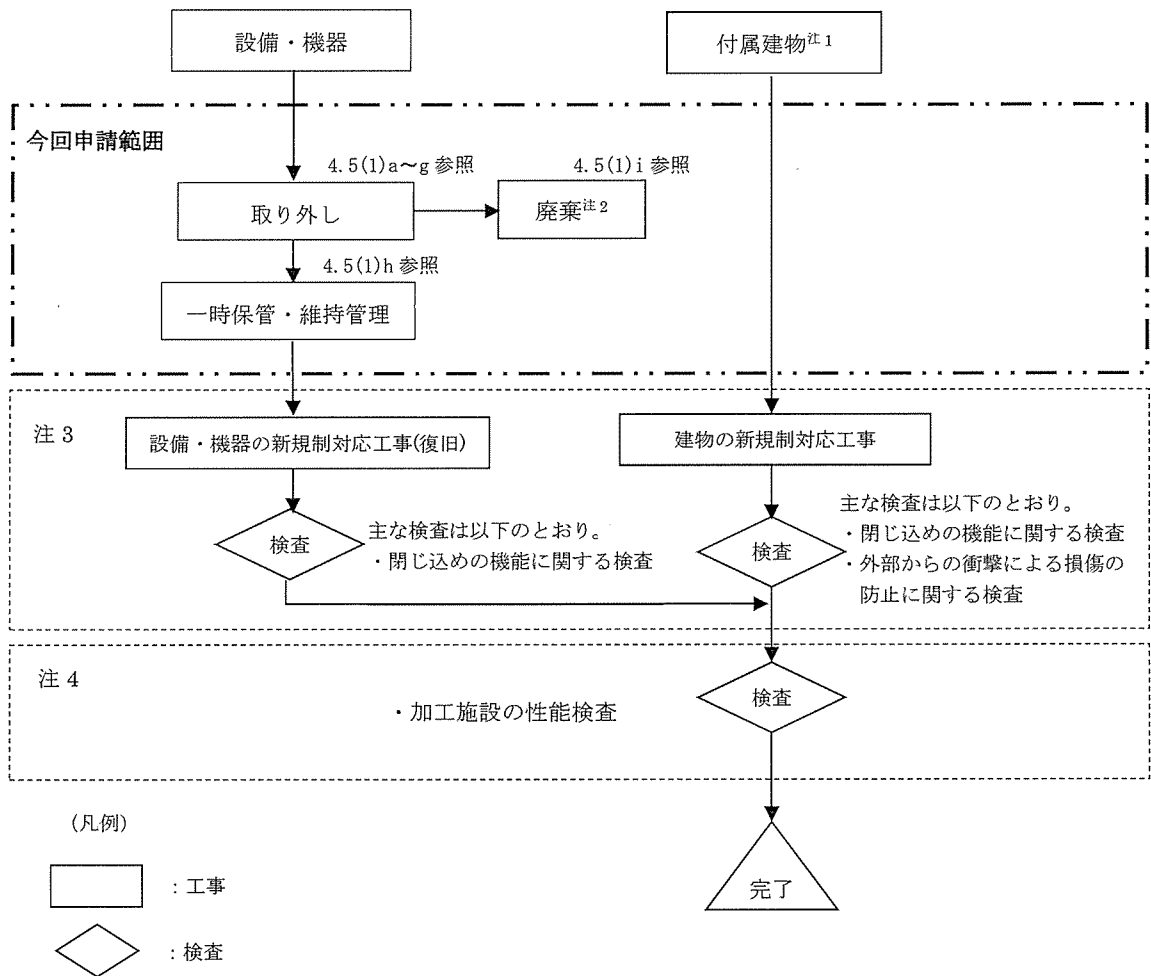 設備・機器
付属建物注1
今回申請範囲
4.5(1)a～g 参照
4.5(1)i 参照
取り外し
廃棄注2
4.5(1)h 参照
一時保管・維持管理
注 3
設備・機器の新規制対応工事(復旧)
建物の新規制対応工事
検査
主な検査は以下のとおり。
・閉じ込めの機能に関する検査
検査
主な検査は以下のとおり。
・閉じ込めの機能に関する検査
・外部からの衝撃による損傷の
防止に関する検査
注 4
・加工施設の性能検査
検査
完了
(凡例)
：工事
：検査